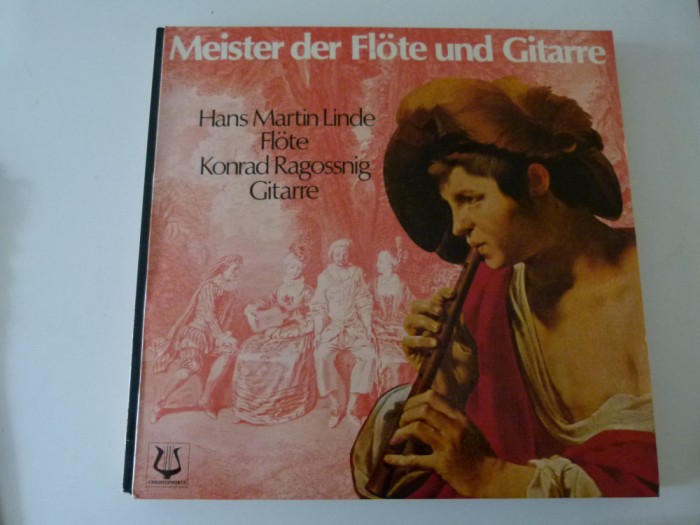 Meister der Flöte und Gitarre
Hans Martin Linde
Flöte
Konrad Ragossnig
Gitarre